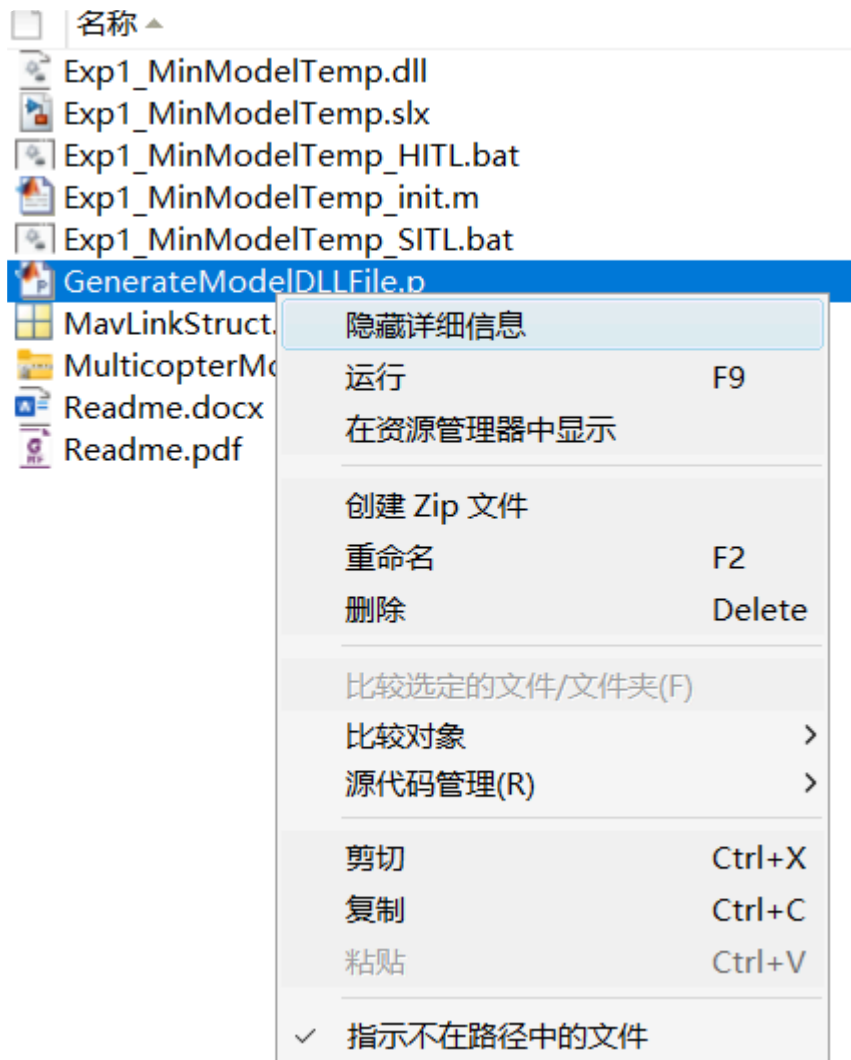 名称
Exp1_MinModelTemp.dll
Exp1_MinModelTemp.slx
Exp1_MinModelTemp_HITL.bat
Exp1_MinModelTemp_init.m
Exp1_MinModelTemp_SITL.bat
GenerateModelDLLFile.p
MavLinkStruct.
MulticopterMo
Readme.docx
Readme.pdf
隐藏详细信息
运行 F9
在资源管理器中显示
创建 Zip 文件
重命名 F2
删除 Delete
比较选定的文件/文件夹(F)
比较对象
源代码管理(R)
剪切 Ctrl+X
复制 Ctrl+C
粘贴 Ctrl+V
指示不在路径中的文件